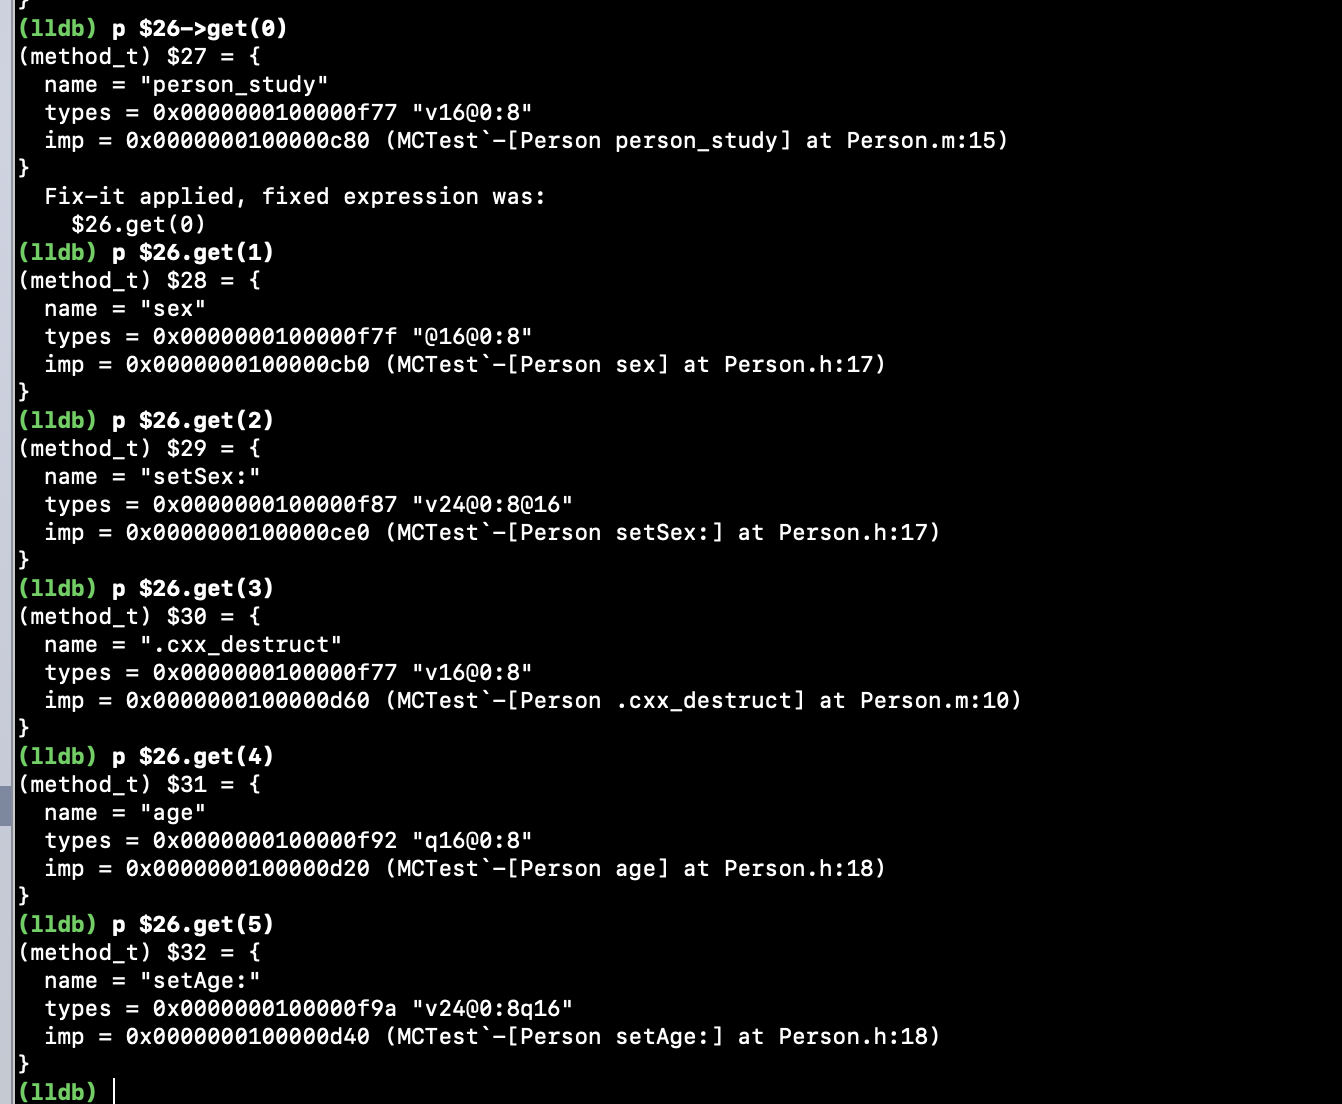 }
(lldb) p $26->get(0)
(method_t) $27 = {
  name = "person_study"
  types = 0x0000000100000f77 "v16@0:8"
  imp = 0x0000000100000c80 (MCTest`-[Person person_study] at Person.m:15)
}
  Fix-it applied, fixed expression was:
    $26.get(0)
(lldb) p $26.get(1)
(method_t) $28 = {
  name = "sex"
  types = 0x0000000100000f7f "@16@0:8"
  imp = 0x0000000100000cb0 (MCTest`-[Person sex] at Person.h:17)
}
(lldb) p $26.get(2)
(method_t) $29 = {
  name = "setSex:"
  types = 0x0000000100000f87 "v24@0:8@16"
  imp = 0x0000000100000ce0 (MCTest`-[Person setSex:] at Person.h:17)
}
(lldb) p $26.get(3)
(method_t) $30 = {
  name = ".cxx_destruct"
  types = 0x0000000100000f77 "v16@0:8"
  imp = 0x0000000100000d60 (MCTest`-[Person .cxx_destruct] at Person.m:10)
}
(lldb) p $26.get(4)
(method_t) $31 = {
  name = "age"
  types = 0x0000000100000f92 "q16@0:8"
  imp = 0x0000000100000d20 (MCTest`-[Person age] at Person.h:18)
}
(lldb) p $26.get(5)
(method_t) $32 = {
  name = "setAge:"
  types = 0x0000000100000f9a "v24@0:8q16"
  imp = 0x0000000100000d40 (MCTest`-[Person setAge:] at Person.h:18)
}
(lldb)